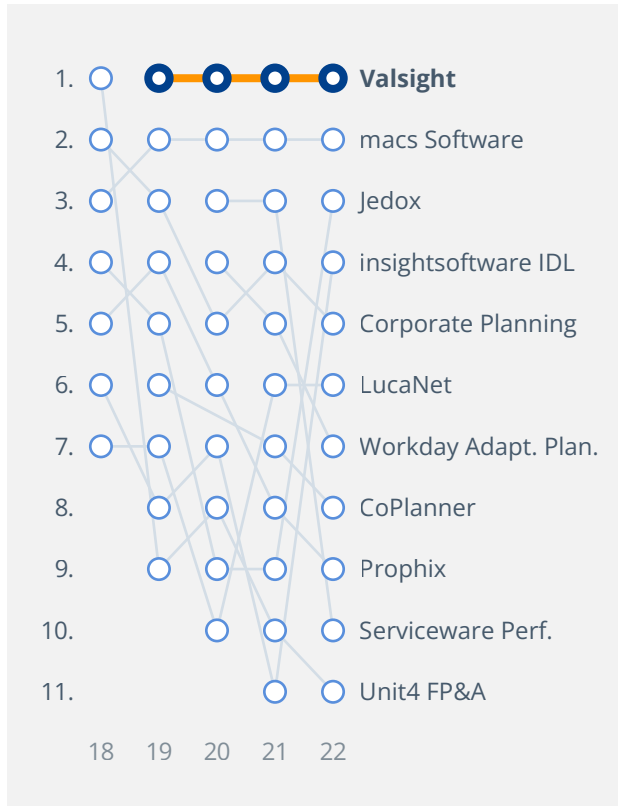 1. Valsight
2. macs Software
3. Jedox
4. insightsoftware IDL
5. Corporate Planning
6. LucaNet
7. Workday Adapt. Plan.
8. CoPlanner
9. Prophix
10. Serviceware Perf.
11. Unit4 FP&A
18 19 20 21 22